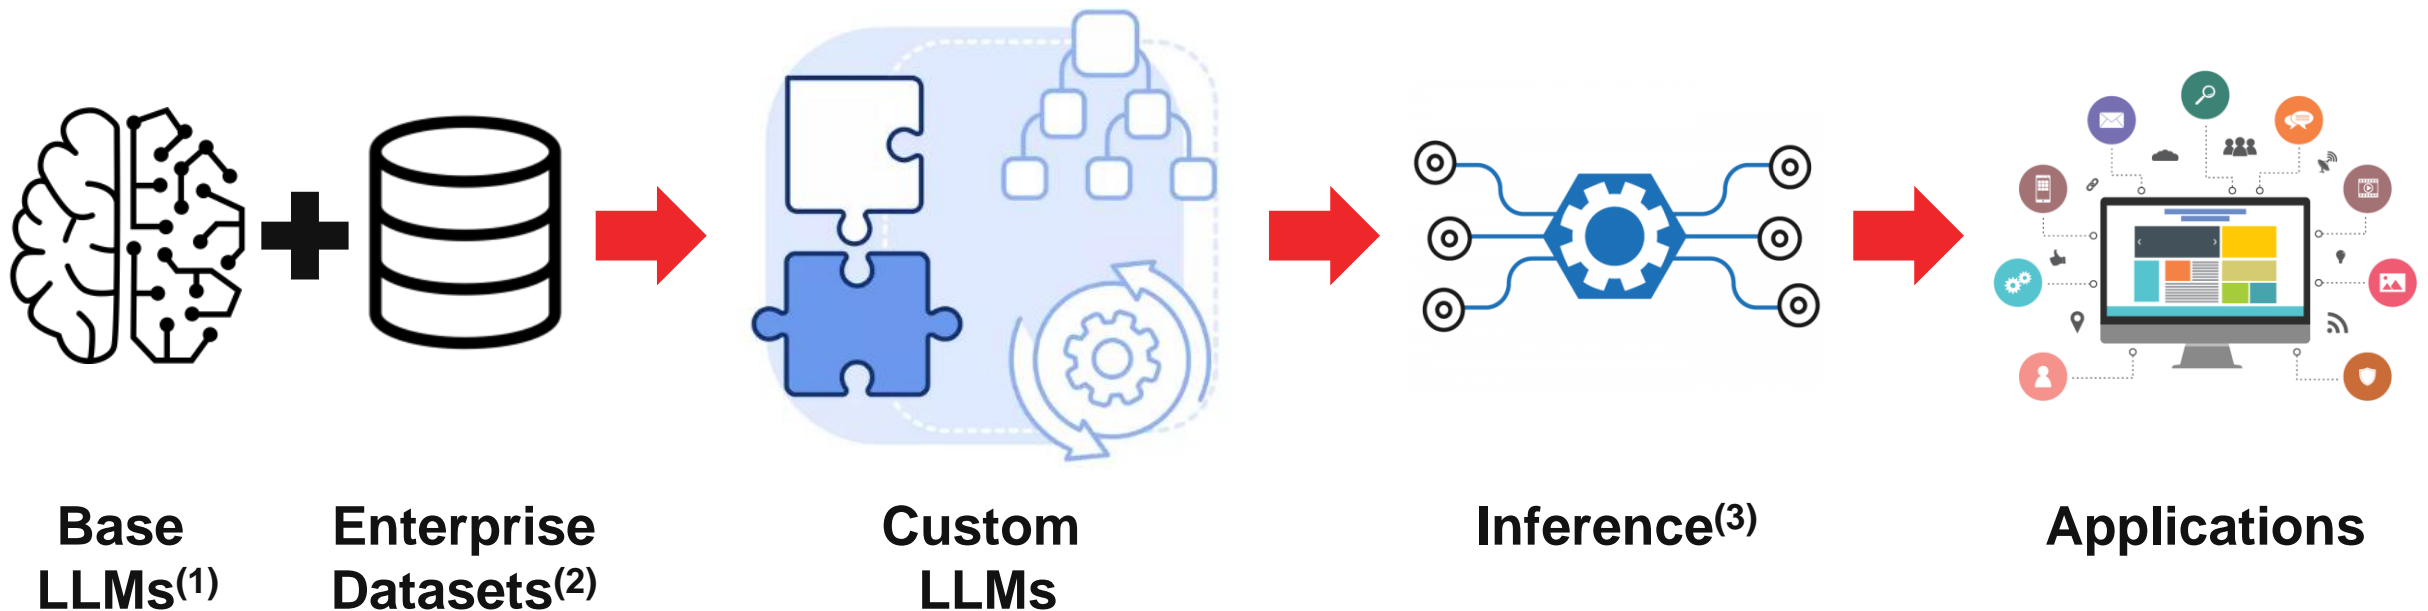 Base
LLMs(1)
Enterprise
Datasets(2)
Custom
LLMs
Inference(3)
Applications